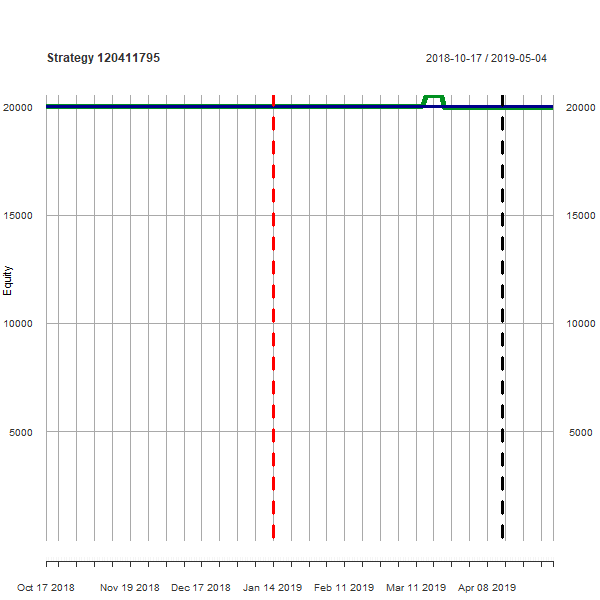 Strategy 120411795
2018-10-17 / 2019-05-04
20000
20000
15000
15000
Equity
10000
10000
5000
5000
Oct 17 2018
Nov 19 2018
Dec 17 2018
Jan 14 2019
Feb 11 2019
Mar 11 2019
Apr 08 2019